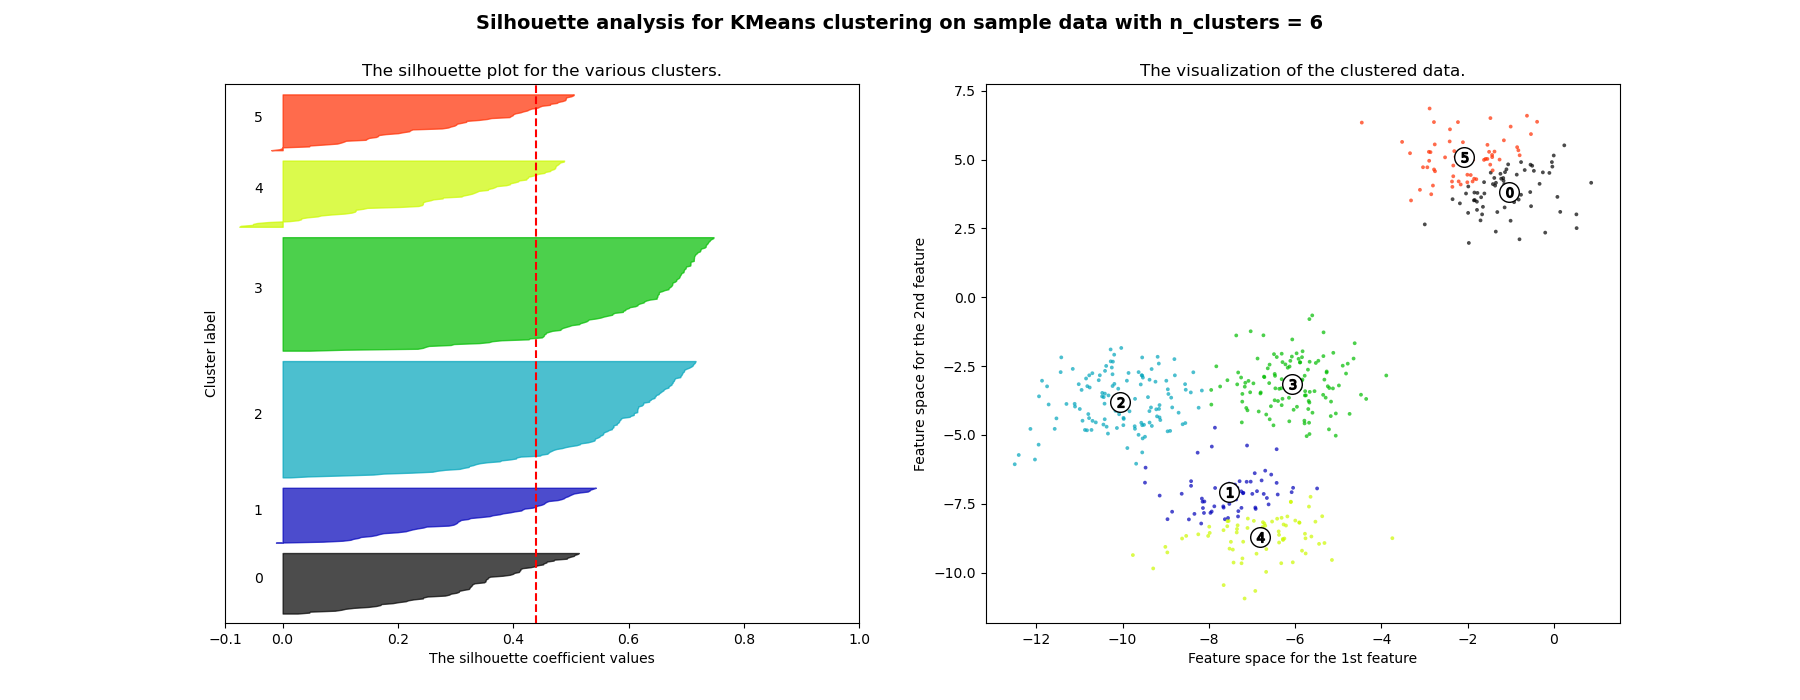 Silhouette analysis for KMeans clustering on sample data with n_clusters = 6
The silhouette plot for the various clusters.
5
4
3
2
1
0
Cluster label
−0.1 0.0 0.2 0.4 0.6 0.8 1.0
The silhouette coefficient values
The visualization of the clustered data.
7.5
5.0
2.5
0.0
−2.5
−5.0
−7.5
−10.0
Feature space for the 2nd feature
5
0
3
2
1
4
−12 −10 −8 −6 −4 −2 0
Feature space for the 1st feature